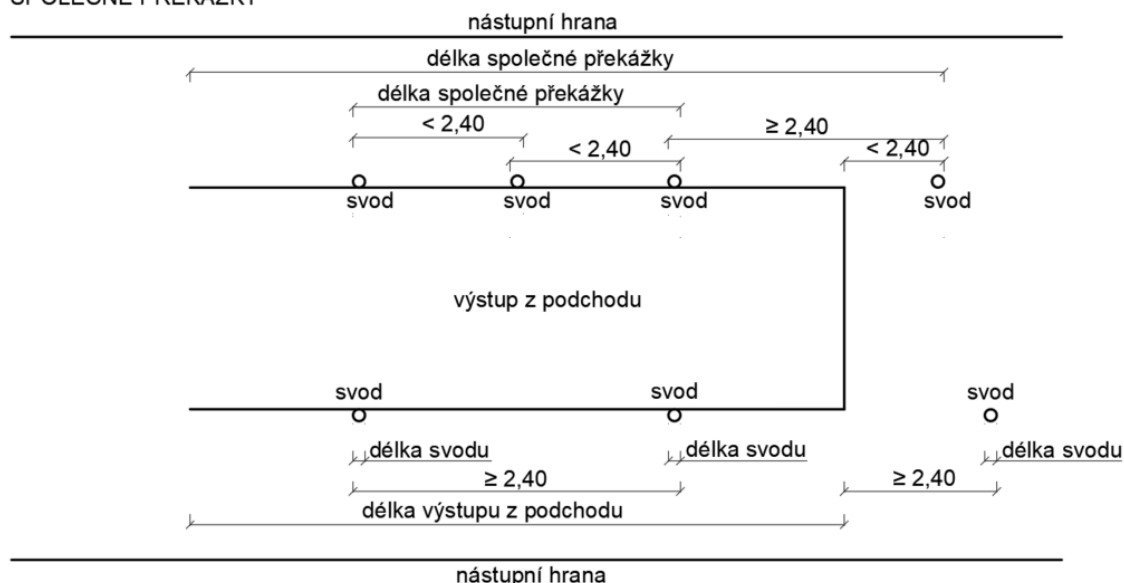 SPOLEČNÉ PŘEKÁŽKY
nástupní hrana
délka společné překážky
délka společné překážky
< 2,40
≥ 2,40
< 2,40
< 2,40
svod
svod
svod
svod
výstup z podchodu
svod
svod
svod
délka svodu
délka svodu
délka svodu
≥ 2,40
≥ 2,40
délka výstupu z podchodu
nástupní hrana